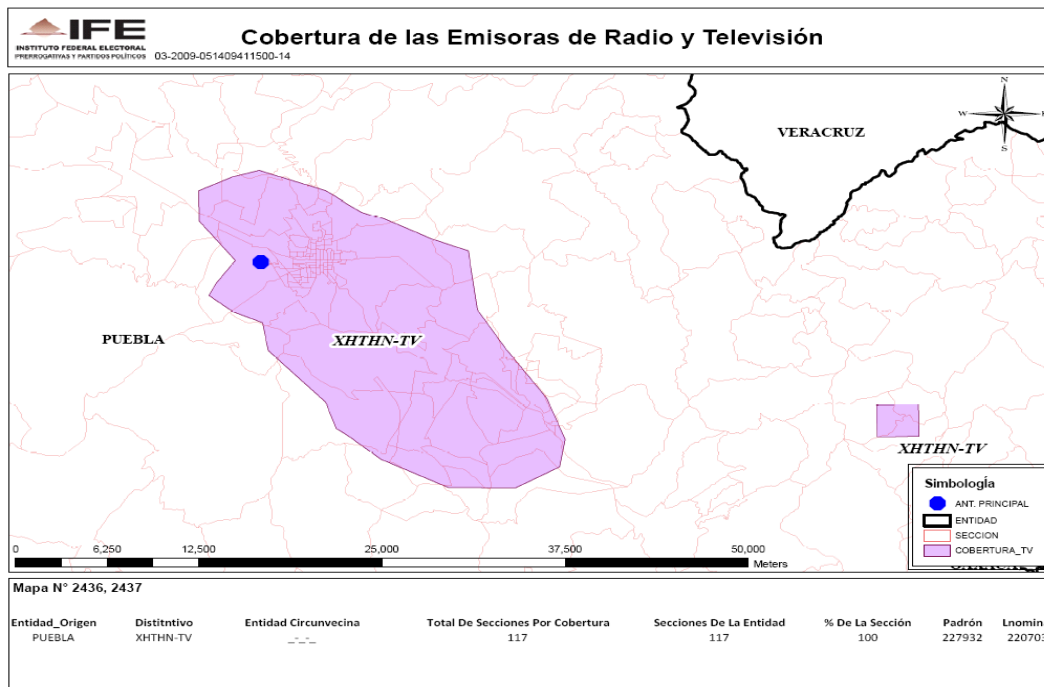 IFE
INSTITUTO FEDERAL ELECTORAL
PRERROGATIVAS Y PARTIDOS POLÍTICOS
03-2009-051409411500-14
Cobertura de las Emisoras de Radio y Televisión
N
W
S
VERACRUZ
PUEBLA
XHTHN-TV
XHTHN-TV
Simbología
ANT. PRINCIPAL
ENTIDAD
SECCION
COBERTURA_TV
0 6,250 12,500 25,000 37,500 50,000
Meters
Mapa N° 2436, 2437
Entidad_Origen Distitntivo Entidad Circunvecina Total De Secciones Por Cobertura Secciones De La Entidad % De La Sección Padrón Lnomin
PUEBLA XHTHN-TV _-_-_ 117 117 100 227932 220703